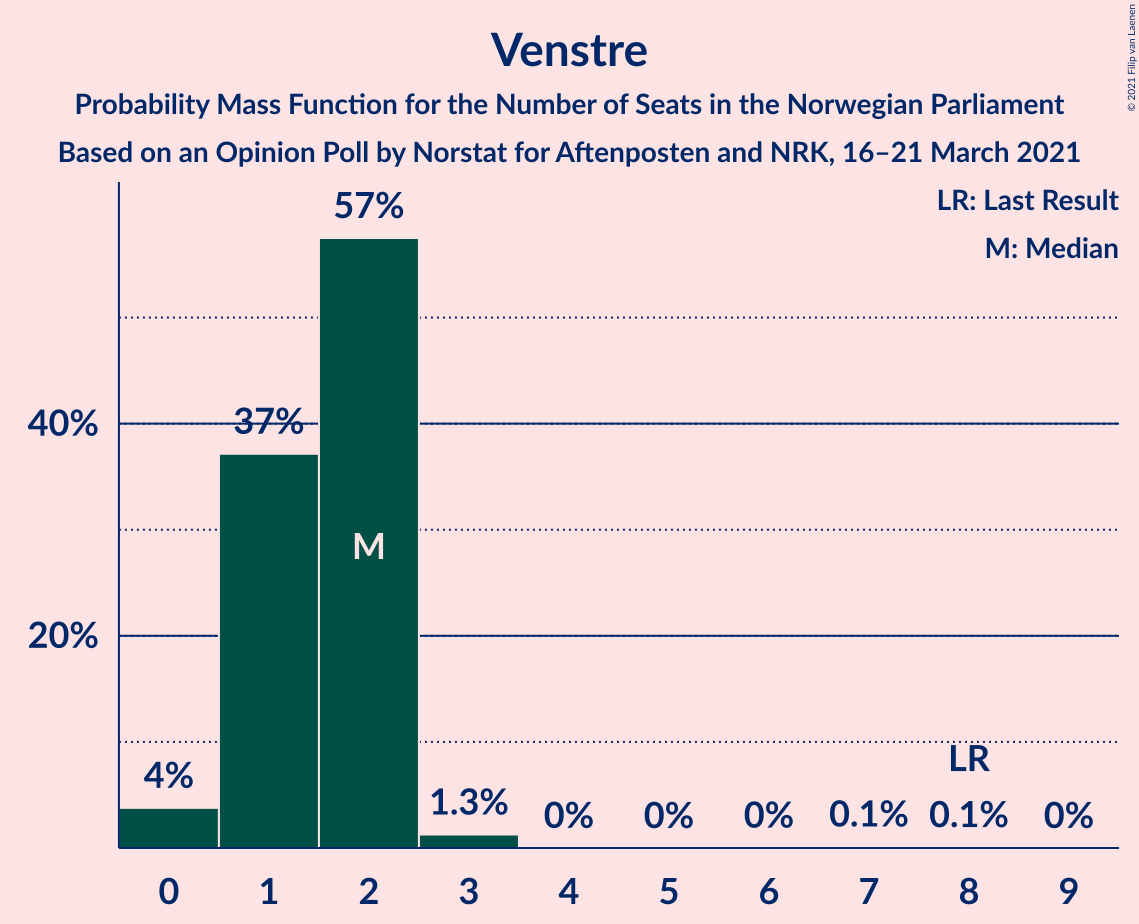 Venstre
Probability Mass Function for the Number of Seats in the Norwegian Parliament
Based on an Opinion Poll by Norstat for Aftenposten and NRK, 16–21 March 2021
© 2021 Filip van Laenen
LR: Last Result
M: Median
57%
40%
37%
M
20%
LR
4%
1.3%
0%
0%
0%
0.1%
0.1%
0%
0 1 2 3 4 5 6 7 8 9